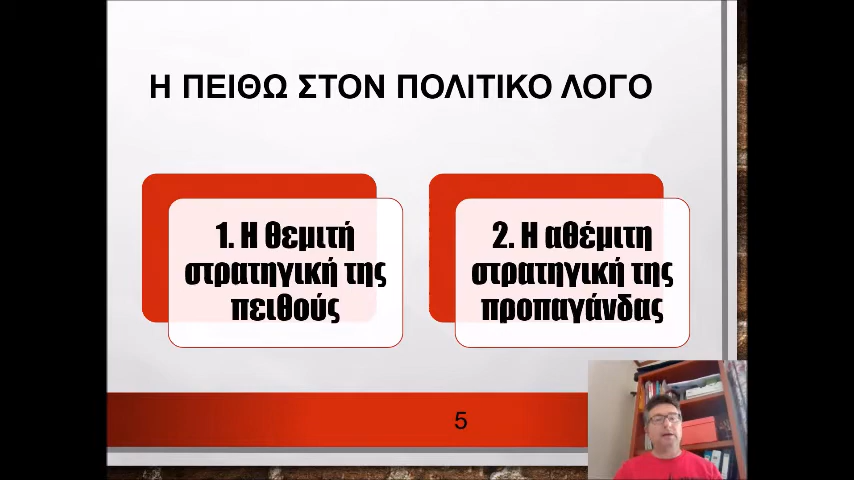 Η ΠΕΙΘΩ ΣΤΟΝ ΠΟΛΙΤΙΚΟ ΛΟΓΟ
1. Η θεμιτή
στρατηγική της
πειθούς
2. Η αθέμιτη
στρατηγική της
προπαγάνδας
5